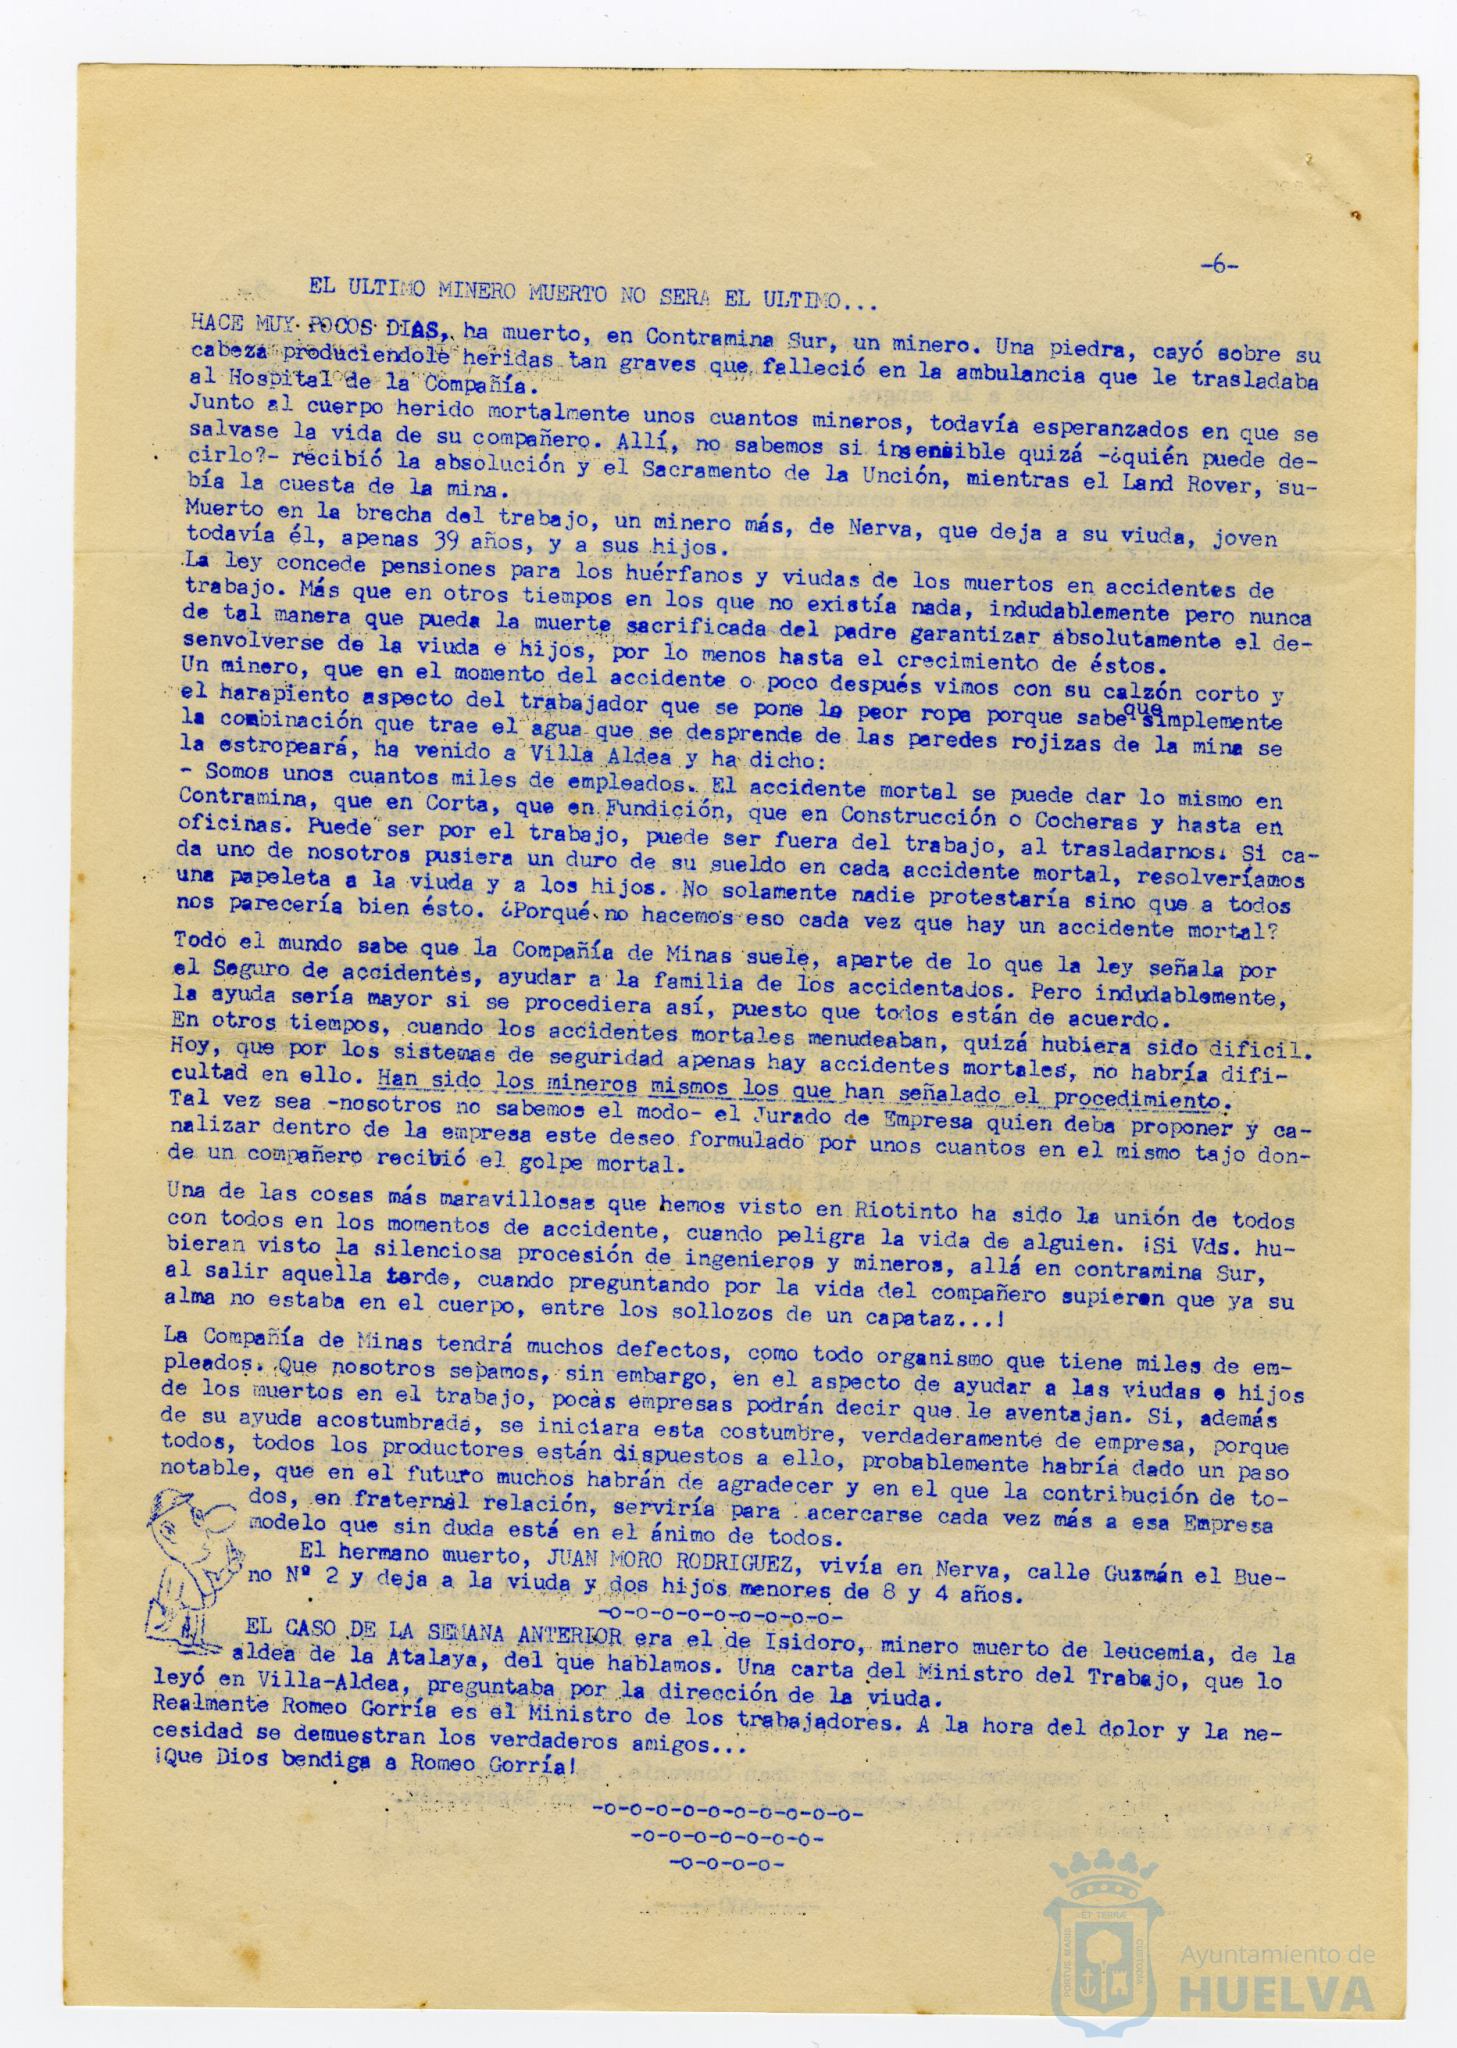 -6-
EL ULTIMO MINERO MUERTO NO SERA EL ULTIMO...
HACE MUY POCOS DIAS, ha muerto, en Contramina Sur, un minero. Una piedra, cayó sobre su
cabeza produciendole heridas tan graves que falleció en la ambulancia que le trasladaba
al Hospital de la Compañía.
Junto al cuerpo herido mortalmente unos cuantos mineros, todavía esperanzados en que se
salvase la vida de su compañero. Allí, no sabemos si insensible quizá -¿quién puede de-
cirlo?- recibió la absolución y el Sacramento de la Unción, mientras el Land Rover, su-
bía la cuesta de la mina.
Muerto en la brecha del trabajo, un minero más, de Nerva, que deja a su viuda, joven
todavía él, apenas 39 años, y a sus hijos.
La ley concede pensiones para los huérfanos y viudas de los muertos en accidentes de
trabajo. Más que en otros tiempos en los que no existía nada, indudablemente pero nunca
de tal manera que pueda la muerte sacrificada del padre garantizar absolutamente el de-
senvolverse de la viuda e hijos, por lo menos hasta el crecimiento de éstos.
Un minero, que en el momento del accidente o poco después vimos con su calzón corto y
el harapiento aspecto del trabajador que se pone la peor ropa porque sabe que simplemente
la combinación que trae el agua que se desprende de las paredes rojizas de la mina se
la estropeará, ha venido a Villa Aldea y ha dicho:
- Somos unos cuantos miles de empleados. El accidente mortal se puede dar lo mismo en
Contramina, que en Corta, que en Fundición, que en Construcción o Cocheras y hasta en
oficinas. Puede ser por el trabajo, puede ser fuera del trabajo, al trasladarnos. Si ca-
da uno de nosotros pusiera un duro de su sueldo en cada accidente mortal, resolveríamos
una papeleta a la viuda y a los hijos. No solamente nadie protestaría sino que a todos
nos parecería bien ésto. ¿Porqué no hacemos eso cada vez que hay un accidente mortal?
Todo el mundo sabe que la Compañía de Minas suele, aparte de lo que la ley señala por
el Seguro de accidentes, ayudar a la familia de los accidentados. Pero indudablemente,
la ayuda sería mayor si se procediera así, puesto que todos están de acuerdo.
En otros tiempos, cuando los accidentes mortales menudeaban, quizá hubiera sido dificil.
Hoy, que por los sistemas de seguridad apenas hay accidentes mortales, no habría difi-
cultad en ello. Han sido los mineros mismos los que han señalado el procedimiento.
Tal vez sea -nosotros no sabemos el modo- el Jurado de Empresa quien deba proponer y ca-
nalizar dentro de la empresa este deseo formulado por unos cuantos en el mismo tajo don-
de un compañero recibió el golpe mortal.
Una de las cosas más maravillosas que hemos visto en Riotinto ha sido la unión de todos
con todos en los momentos de accidente, cuando peligra la vida de alguien. ¡Si Vds. hu-
bieran visto la silenciosa procesión de ingenieros y mineros, allá en contramina Sur,
al salir aquella tarde, cuando preguntando por la vida del compañero supieron que ya su
alma no estaba en el cuerpo, entre los sollozos de un capataz...!
La Compañía de Minas tendrá muchos defectos, como todo organismo que tiene miles de em-
pleados. Que nosotros sepamos, sin embargo, en el aspecto de ayudar a las viudas e hijos
de los muertos en el trabajo, pocas empresas podrán decir que le aventajan. Si, además
de su ayuda acostumbrada, se iniciara esta costumbre, verdaderamente de empresa, porque
todos, todos los productores están dispuestos a ello, probablemente habría dado un paso
notable, que en el futuro muchos habrán de agradecer y en el que la contribución de to-
dos, en fraternal relación, serviría para acercarse cada vez más a esa Empresa
modelo que sin duda está en el ánimo de todos.
El hermano muerto, JUAN MORO RODRIGUEZ, vivía en Nerva, calle Guzmán el Bue-
no Nº 2 y deja a la viuda y dos hijos menores de 8 y 4 años.
-o-o-o-o-o-o-o-o-o-
EL CASO DE LA SEMANA ANTERIOR era el de Isidoro, minero muerto de leucemia, de la
aldea de la Atalaya, del que hablamos. Una carta del Ministro del Trabajo, que lo
leyó en Villa-Aldea, preguntaba por la dirección de la viuda.
Realmente Romeo Gorría es el Ministro de los trabajadores. A la hora del dolor y la ne-
cesidad se demuestran los verdaderos amigos...
¡Que Dios bendiga a Romeo Gorría!
-o-o-o-o-o-o-o-o-o-o-
-o-o-o-o-o-o-o-
-o-o-o-o-
PORTUS MARIS ET TERRAE CUSTODIA
Ayuntamiento de
HUELVA